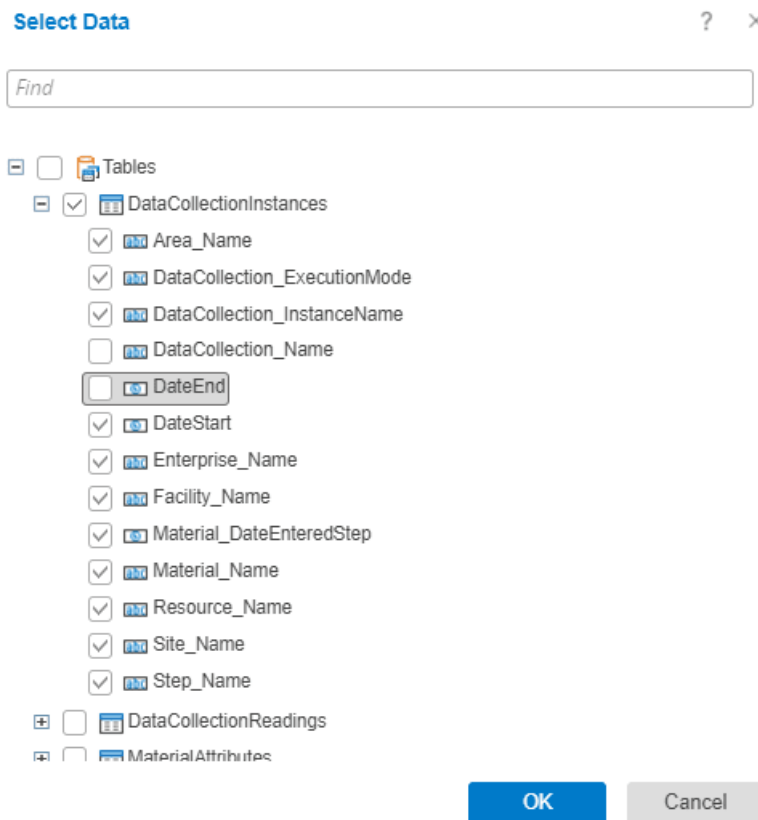 Select Data ?
Find
Tables
DataCollectionInstances
Area_Name
DataCollection_ExecutionMode
DataCollection_InstanceName
DataCollection_Name
DateEnd
DateStart
Enterprise_Name
Facility_Name
Material_DateEnteredStep
Material_Name
Resource_Name
Site_Name
Step_Name
DataCollectionReadings
MaterialAttributes
OK Cancel